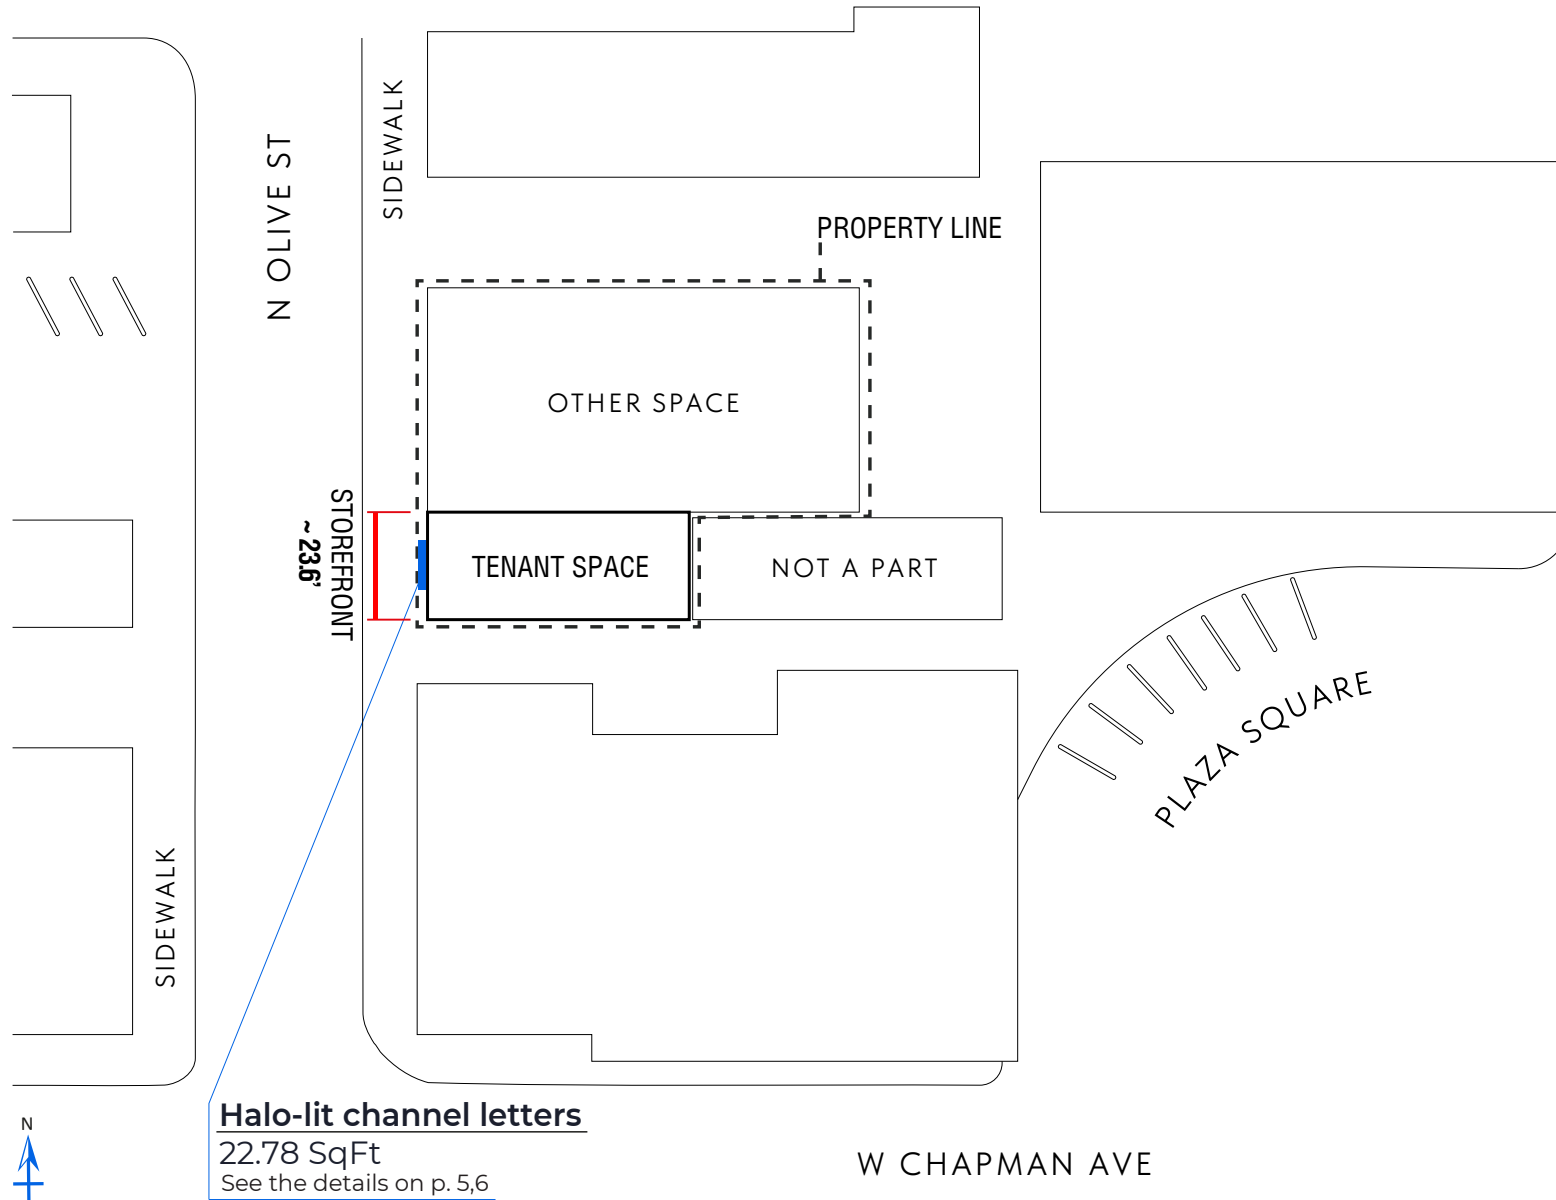 SIDEWALK
N OLIVE ST
PROPERTY LINE
OTHER SPACE
STOREFRONT
~ 23.6'
TENANT SPACE
NOT A PART
PLAZA SQUARE
SIDEWALK
Halo-lit channel letters
22.78 SqFt
See the details on p. 5,6
N
W CHAPMAN AVE